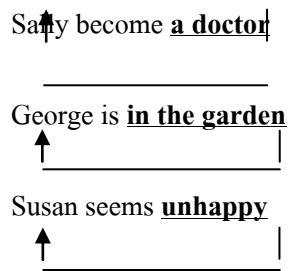 Sally become a doctor
George is in the garden
Susan seems unhappy